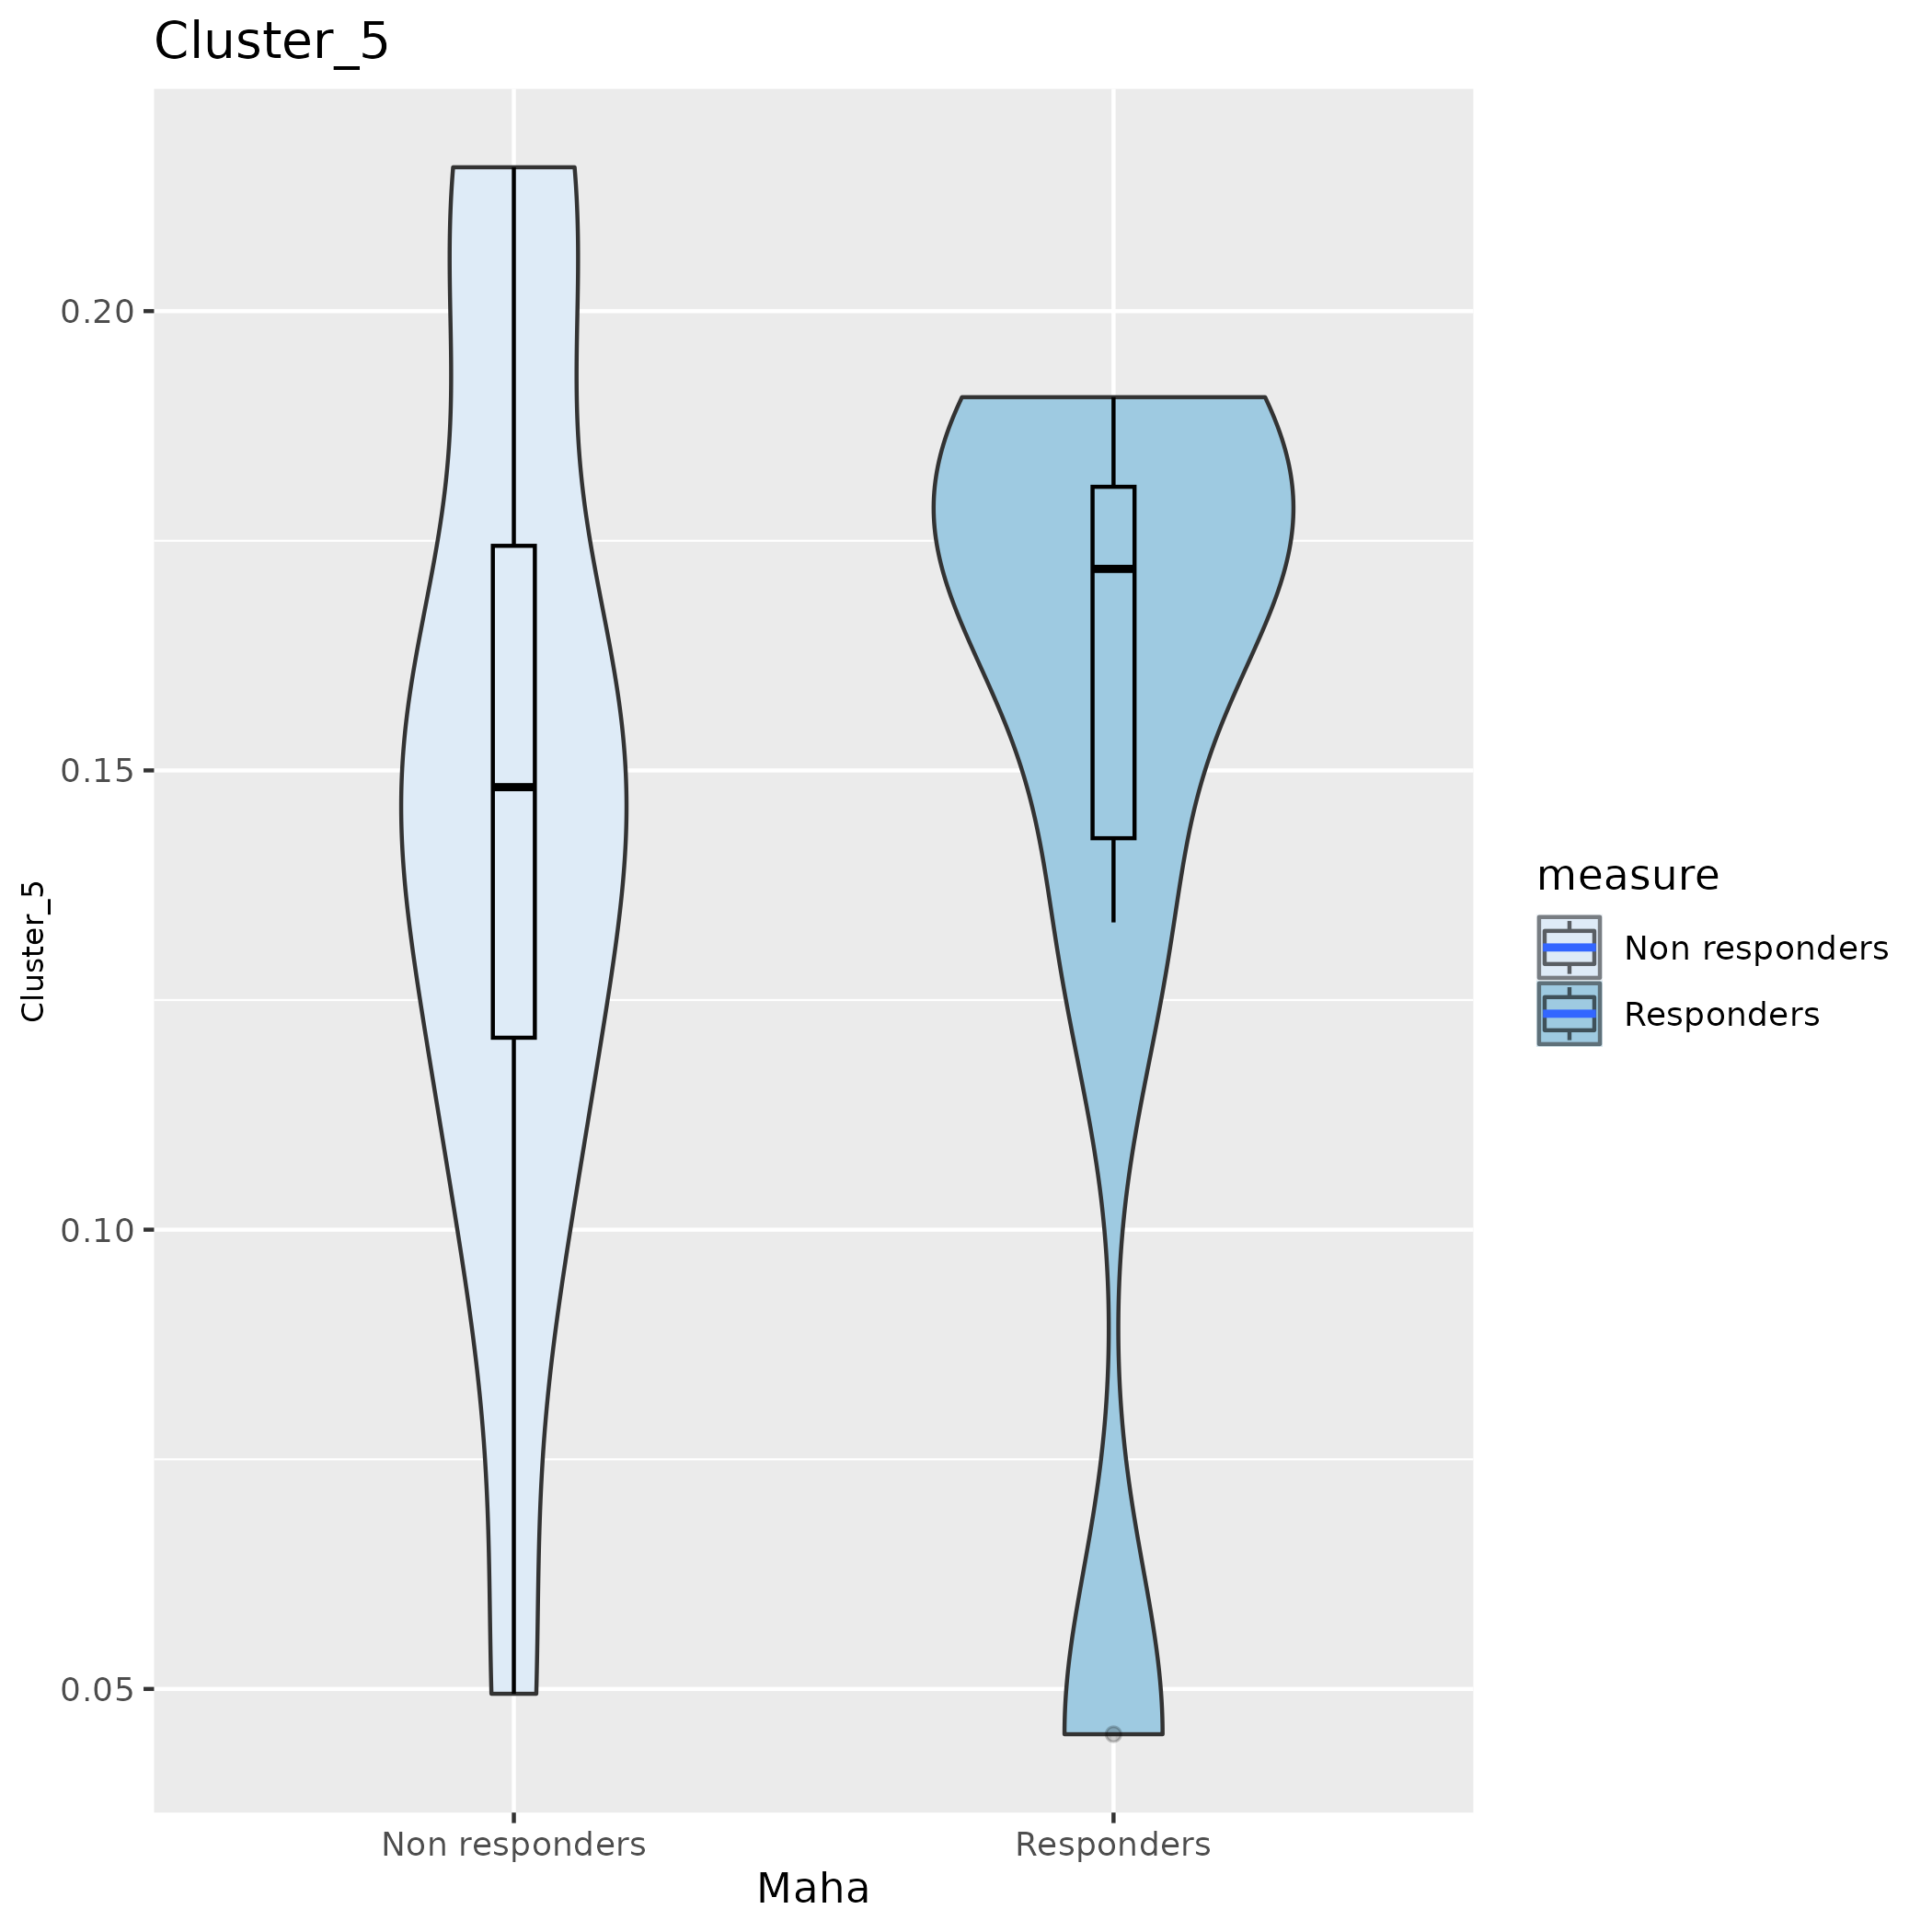 Cluster_5
Cluster_5
0.20
0.15
0.10
0.05
Non responders
Responders
Maha
measure
Non responders
Responders